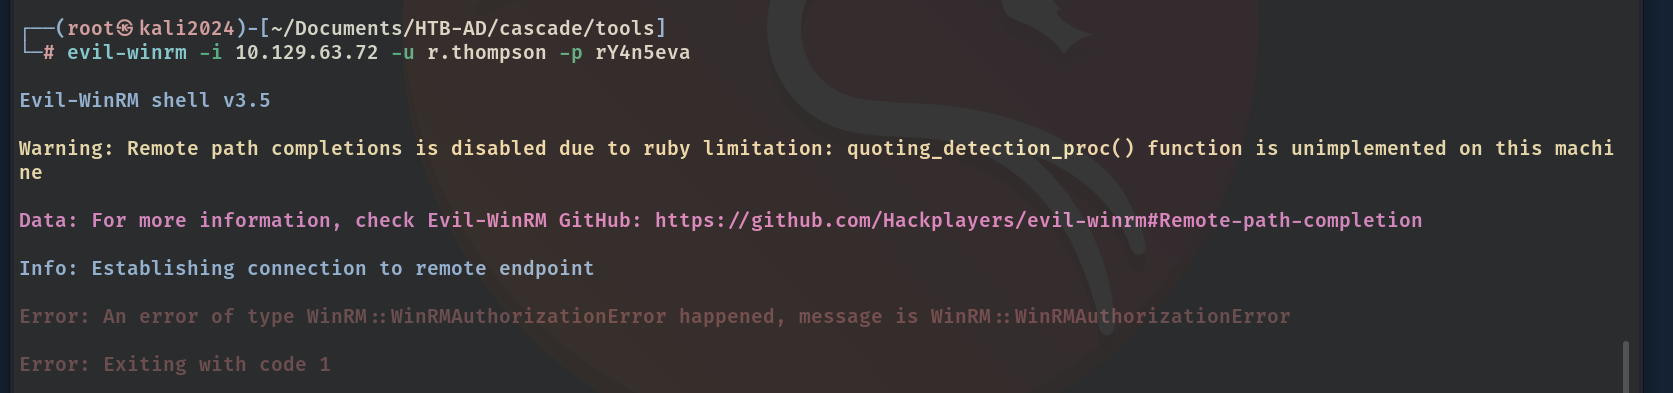 ┌──(root㉿kali2024)-[~/Documents/HTB-AD/cascade/tools]
└─# evil-winrm -i 10.129.63.72 -u r.thompson -p rY4n5eva
Evil-WinRM shell v3.5
Warning: Remote path completions is disabled due to ruby limitation: quoting_detection_proc() function is unimplemented on this machi
ne
Data: For more information, check Evil-WinRM GitHub: https://github.com/Hackplayers/evil-winrm#Remote-path-completion
Info: Establishing connection to remote endpoint
Error: An error of type WinRM::WinRMAuthorizationError happened, message is WinRM::WinRMAuthorizationError
Error: Exiting with code 1